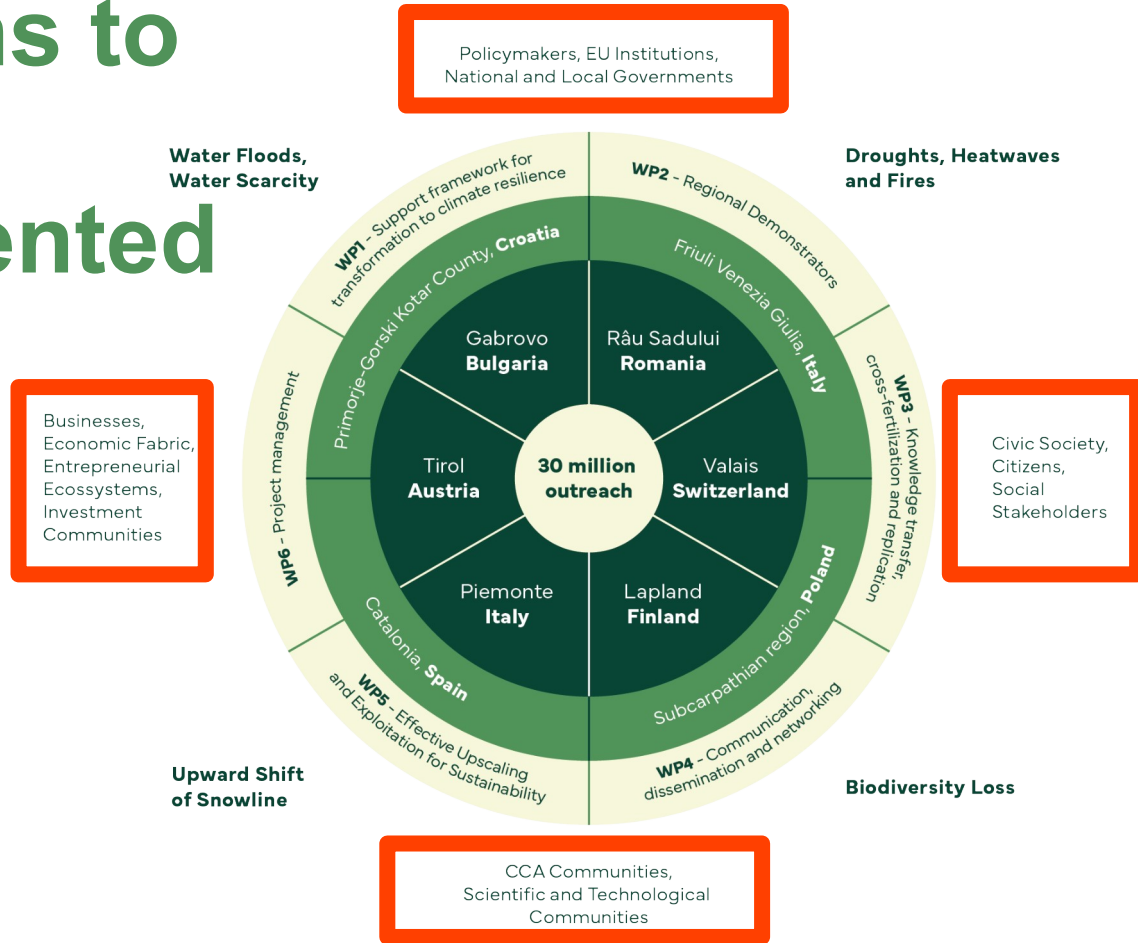 ns to
ented
Policymakers, EU Institutions,
National and Local Governments
Water Floods,
Water Scarcity
Droughts, Heatwaves
and Fires
WP1 - Support framework for
transformation to climate resilience
WP2 - Regional Demonstrators
Primorje-Gorski Kotar County, Croatia
Friuli Venezia Giulia, Italy
Gabrovo
Bulgaria
Râu Sadului
Romania
WP3 - Knowledge transfer,
cross-fertilization and replication
WP6 - Project management
Businesses,
Economic Fabric,
Entrepreneurial
Ecossystems,
Investment
Communities
Tirol
Austria
30 million
outreach
Valais
Switzerland
Civic Society,
Citizens,
Social
Stakeholders
Piemonte
Italy
Lapland
Finland
Catalonia, Spain
Subcarpathian region, Poland
WP5 - Effective Upscaling
and Exploitation for Sustainability
WP4 - Communication,
dissemination and networking
Upward Shift
of Snowline
Biodiversity Loss
CCA Communities,
Scientific and Technological
Communities